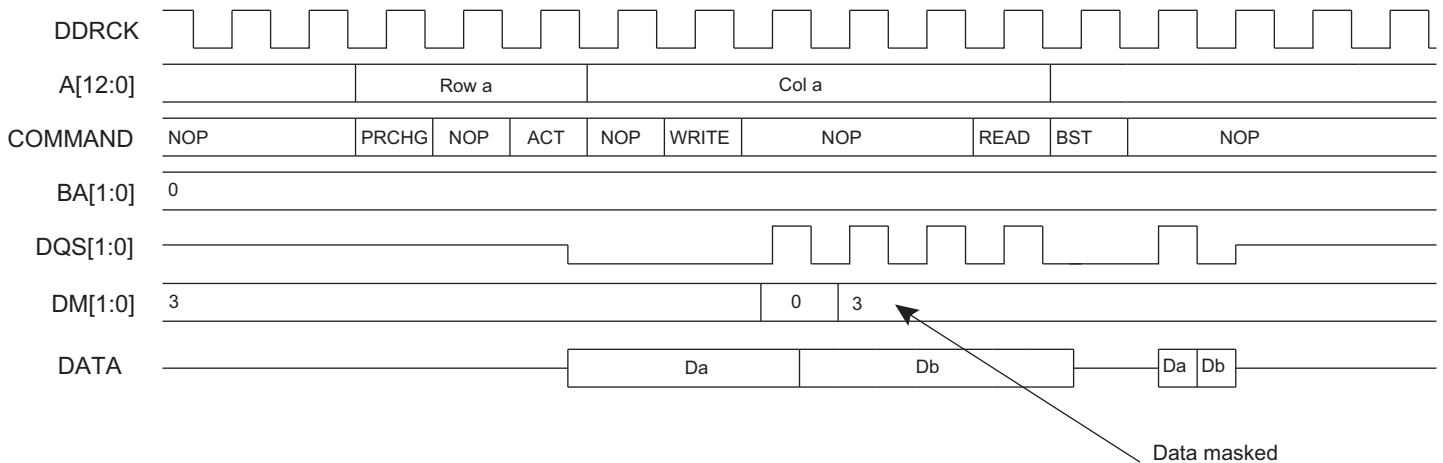 DDRCK
A[12:0] Row a Col a
COMMAND NOP PRCHG NOP ACT NOP WRITE NOP READ BST NOP
BA[1:0] 0
DQS[1:0]
DM[1:0] 3 0 3
DATA Da Db Da Db
Data masked